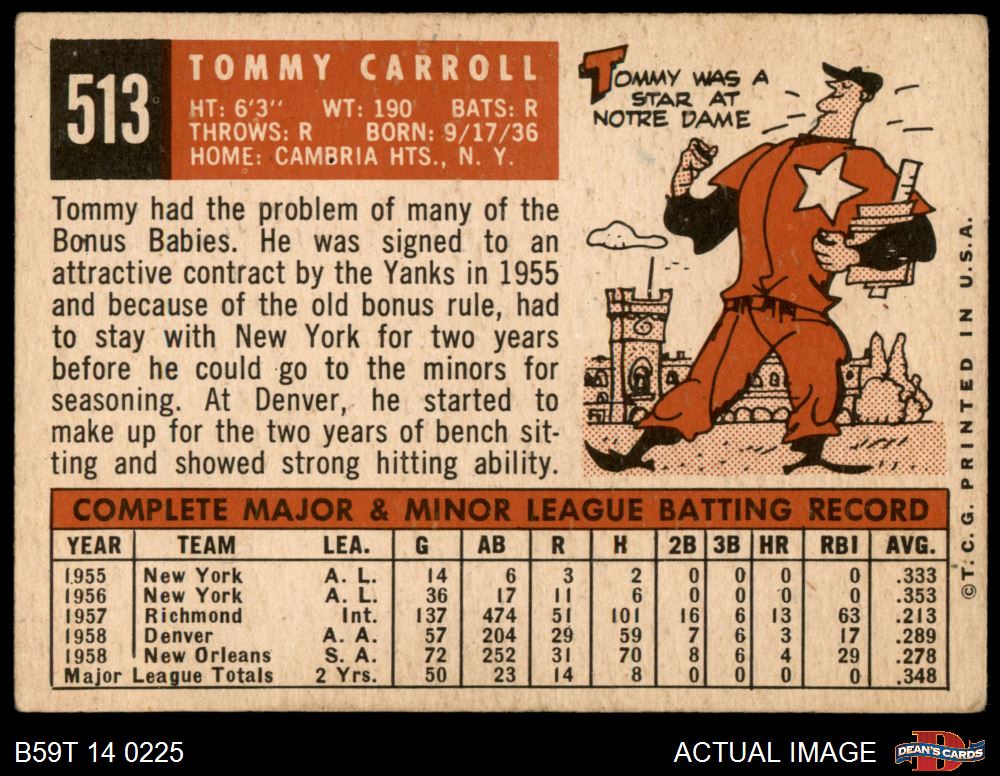 513
TOMMY CARROLL
HT: 6'3" WT: 190 BATS: R
THROWS: R BORN: 9/17/36
HOME: CAMBRIA HTS., N. Y.
TOMMY WAS A
STAR AT
NOTRE DAME
Tommy had the problem of many of the
Bonus Babies. He was signed to an
attractive contract by the Yanks in 1955
and because of the old bonus rule, had
to stay with New York for two years
before he could go to the minors for
seasoning. At Denver, he started to
make up for the two years of bench sit-
ting and showed strong hitting ability.
COMPLETE MAJOR & MINOR LEAGUE BATTING RECORD
YEAR TEAM LEA. G AB R H 2B 3B HR RBI AVG.
1955 New York A. L. 14 6 3 2 0 0 0 0 .333
1956 New York A. L. 36 17 11 6 0 0 0 0 .353
1957 Richmond Int. 137 474 51 101 16 6 13 63 .213
1958 Denver A. A. 57 204 29 59 7 6 3 17 .289
1958 New Orleans S. A. 72 252 31 70 8 6 4 29 .278
Major League Totals 2 Yrs. 50 23 14 8 0 0 0 0 .348
© T. C. G. PRINTED IN U.S.A.
B59T 14 0225
ACTUAL IMAGE
D
DEAN'S CARDS